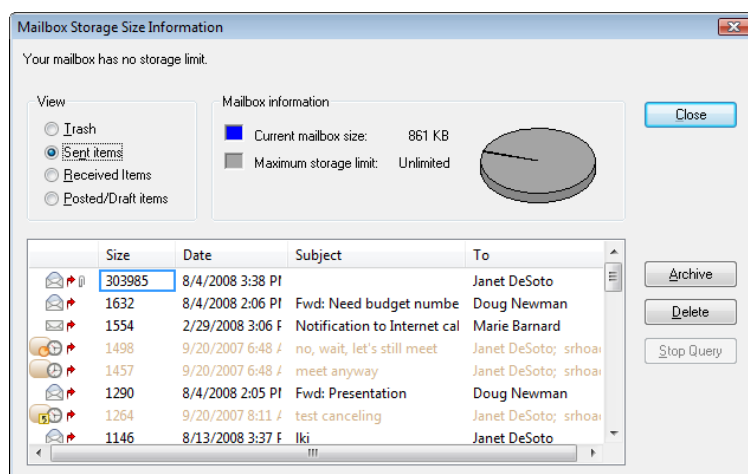 Mailbox Storage Size Information
Your mailbox has no storage limit.
View
Trash
Sent items
Received Items
Posted/Draft items
Mailbox information
Current mailbox size: 861 KB
Maximum storage limit: Unlimited
Close
Size Date Subject To
303985 8/4/2008 3:38 PM Janet DeSoto
1632 8/4/2008 2:06 PM Fwd: Need budget numbe Doug Newman
1554 2/29/2008 3:06 F Notification to Internet cal Marie Barnard
1498 9/20/2007 6:48 A no, wait, let's still meet Janet DeSoto; srhoa
1457 9/20/2007 6:48 A meet anyway Janet DeSoto; srhoa
1290 8/4/2008 2:05 PM Fwd: Presentation Doug Newman
1264 9/20/2007 8:11 A test canceling Janet DeSoto; srhoa
1146 8/13/2008 3:37 F Iki Janet DeSoto
Archive
Delete
Stop Query